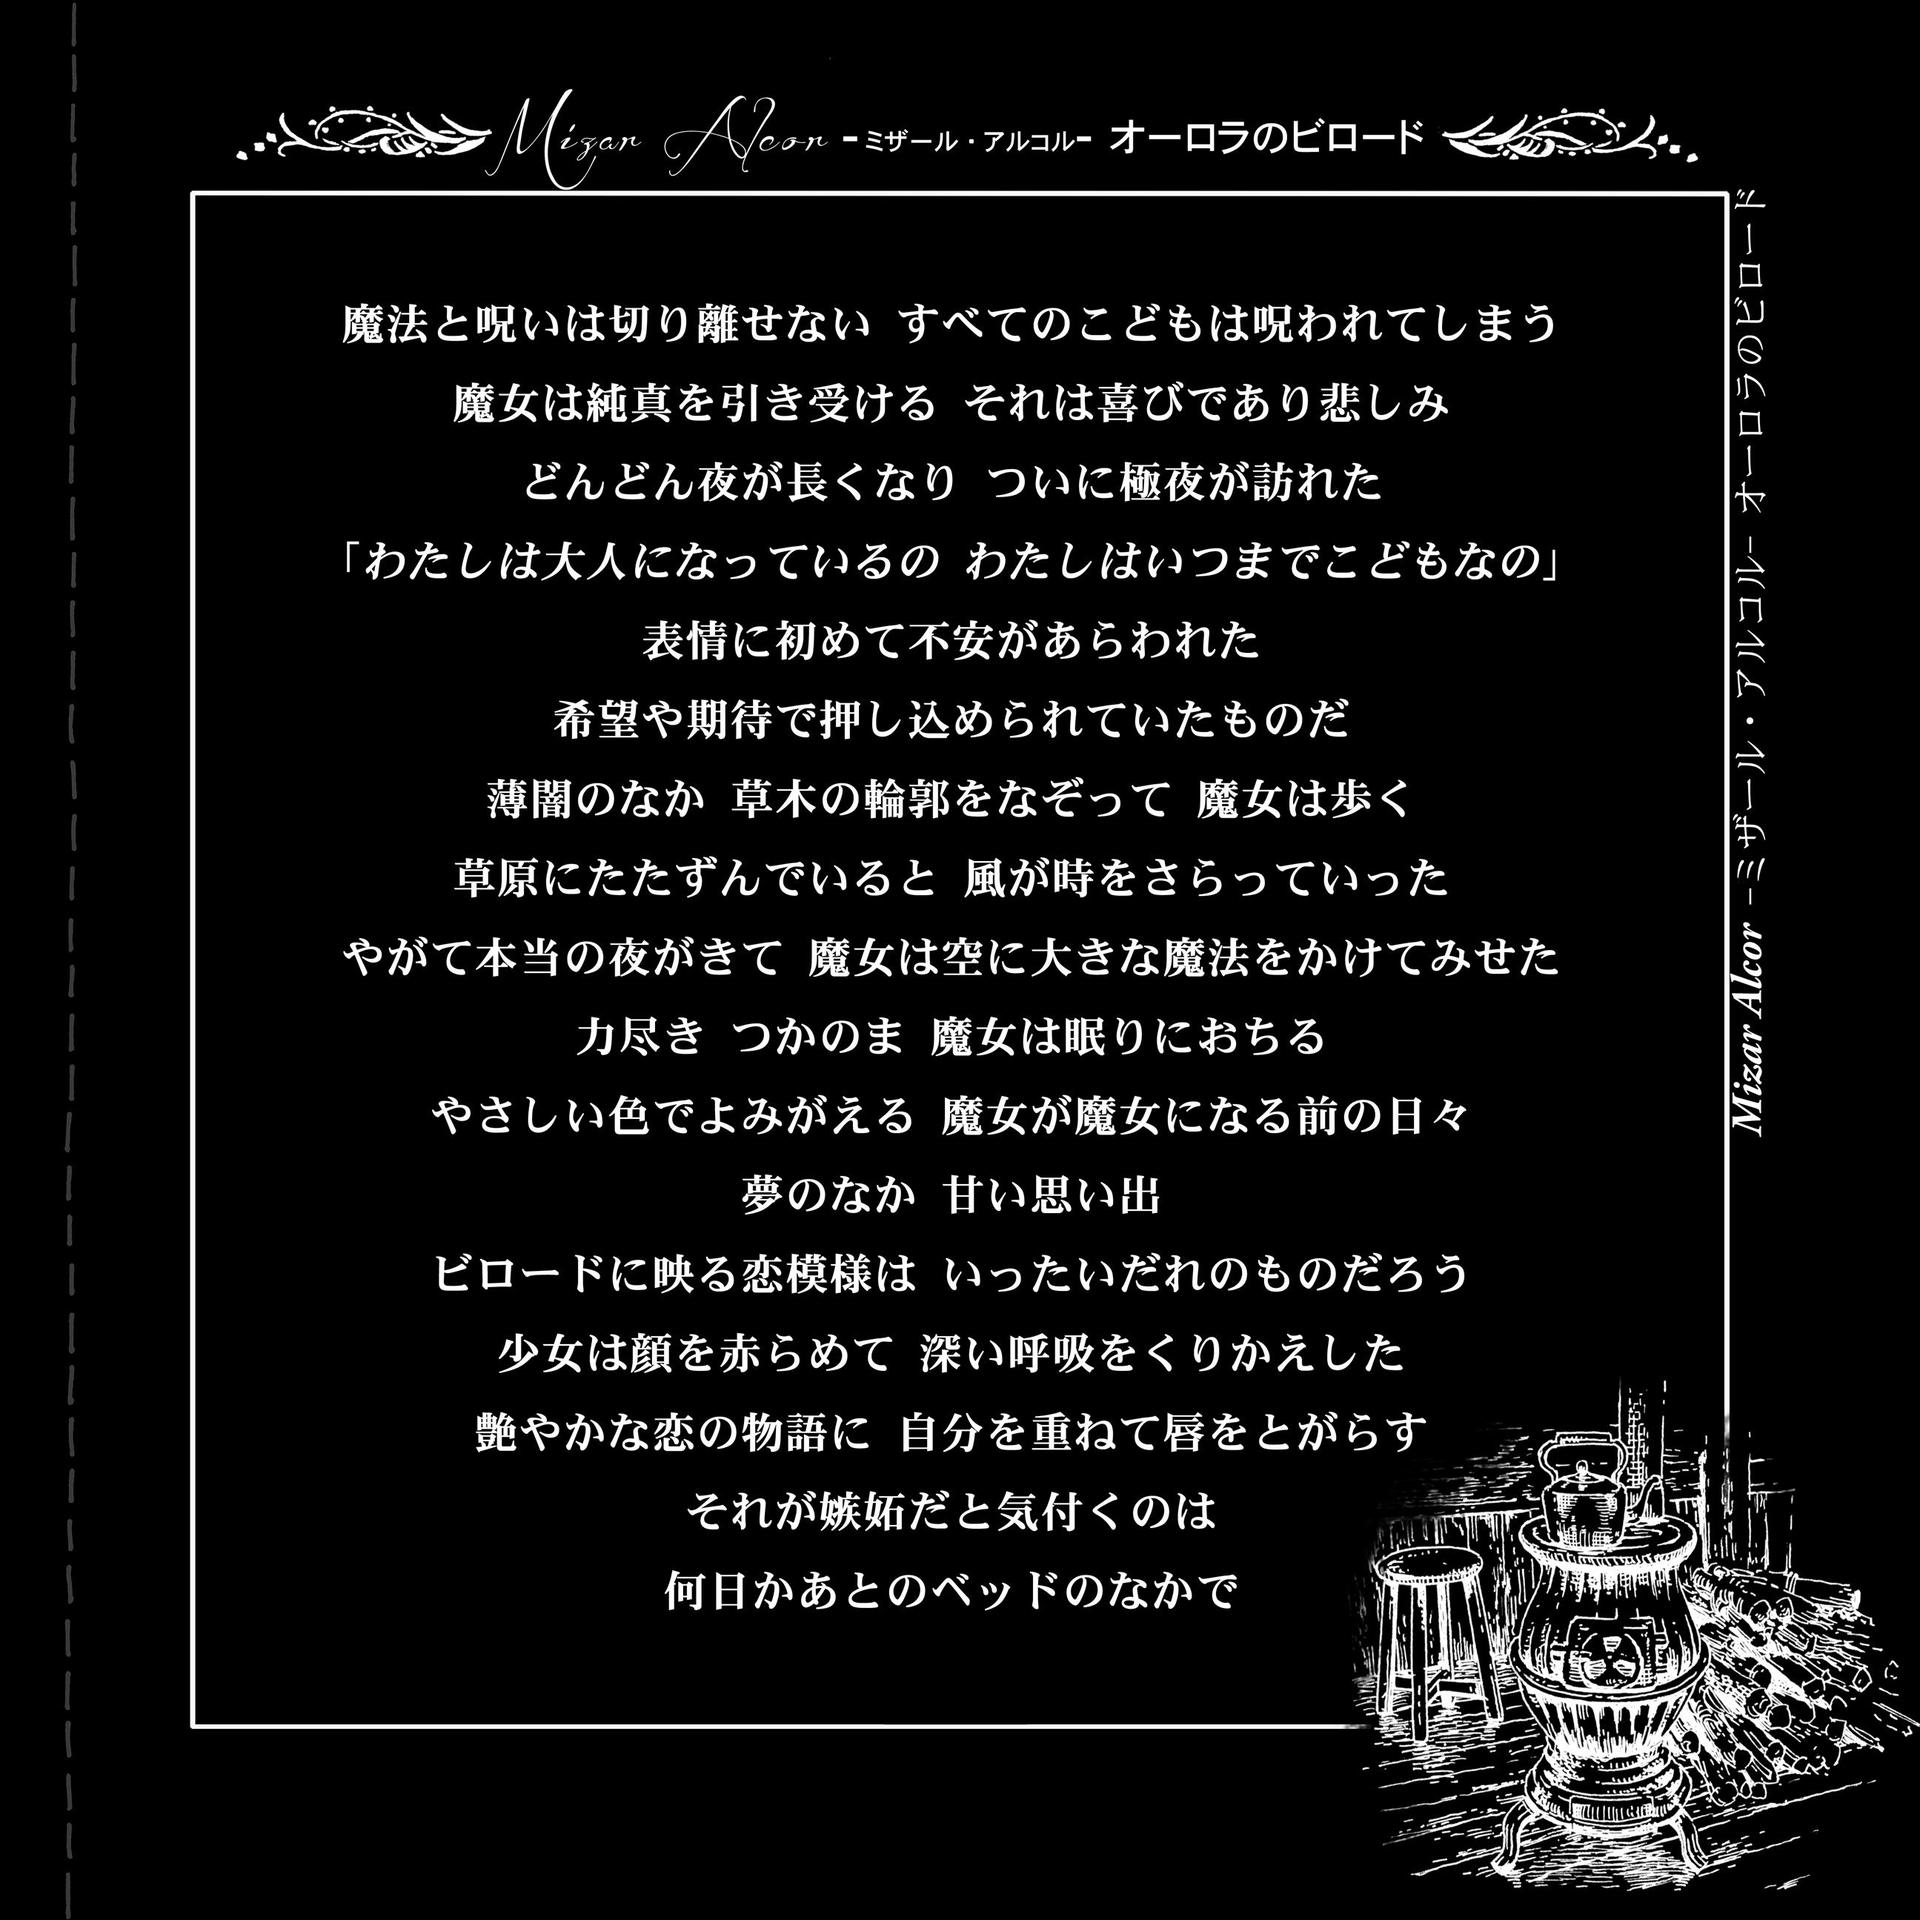 Mizar Alcor -ミザール・アルコル- オーロラのビロード
魔法と呪いは切り離せない すべてのこどもは呪われてしまう
魔女は純真を引き受ける それは喜びであり悲しみ
どんどん夜が長くなり ついに極夜が訪れた
「わたしは大人になっているの わたしはいつまでこどもなの」
表情に初めて不安があらわれた
希望や期待で押し込められていたものだ
薄闇のなか 草木の輪郭をなぞって 魔女は歩く
草原にたたずんでいると 風が時をさらっていった
やがて本当の夜がきて 魔女は空に大きな魔法をかけてみせた
力尽き つかのま 魔女は眠りにおちる
やさしい色でよみがえる 魔女が魔女になる前の日々
夢のなか 甘い思い出
ビロードに映る恋模様は いったいだれのものだろう
少女は顔を赤らめて 深い呼吸をくりかえした
艶やかな恋の物語に 自分を重ねて唇をとがらす
それが嫉妬だと気付くのは
何日かあとのベッドのなかで
Mizar Alcor -ミザール・アルコル- オーロラのビロード